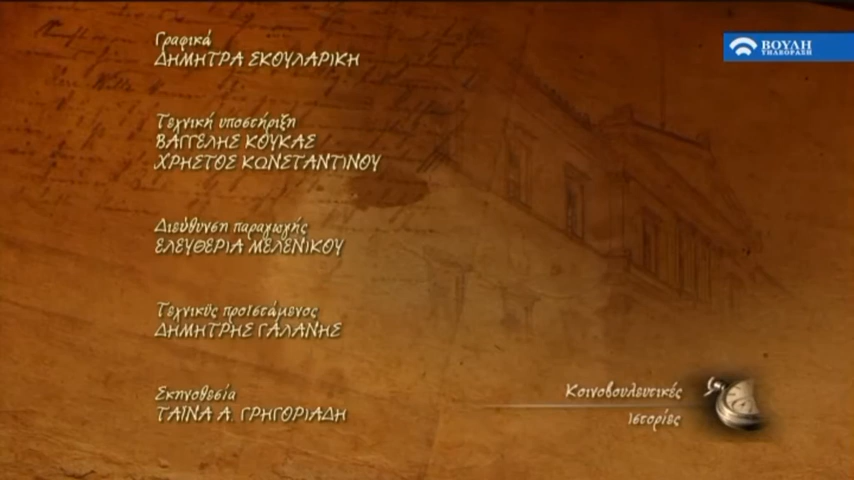 Γραφικά
ΔΗΜΗΤΡΑ ΣΚΟΥΛΑΡΙΚΗ
ΒΟΥΛΗ
ΤΗΛΕΟΡΑΣΗ
Τεχνική υποστήριξη
ΒΑΓΓΕΛΗΣ ΚΟΥΚΑΣ
ΧΡΗΣΤΟΣ ΚΩΝΣΤΑΝΤΙΝΟΥ
Διεύθυνση παραγωγής
ΕΛΕΥΘΕΡΙΑ ΜΕΛΕΝΙΚΟΥ
Τεχνικός προϊστάμενος
ΔΗΜΗΤΡΗΣ ΓΑΛΑΝΗΣ
Σκηνοθεσία
ΤΑΪΝΑ Α. ΓΡΗΓΟΡΙΑΔΗ
Κοινοβουλευτικές
Ιστορίες